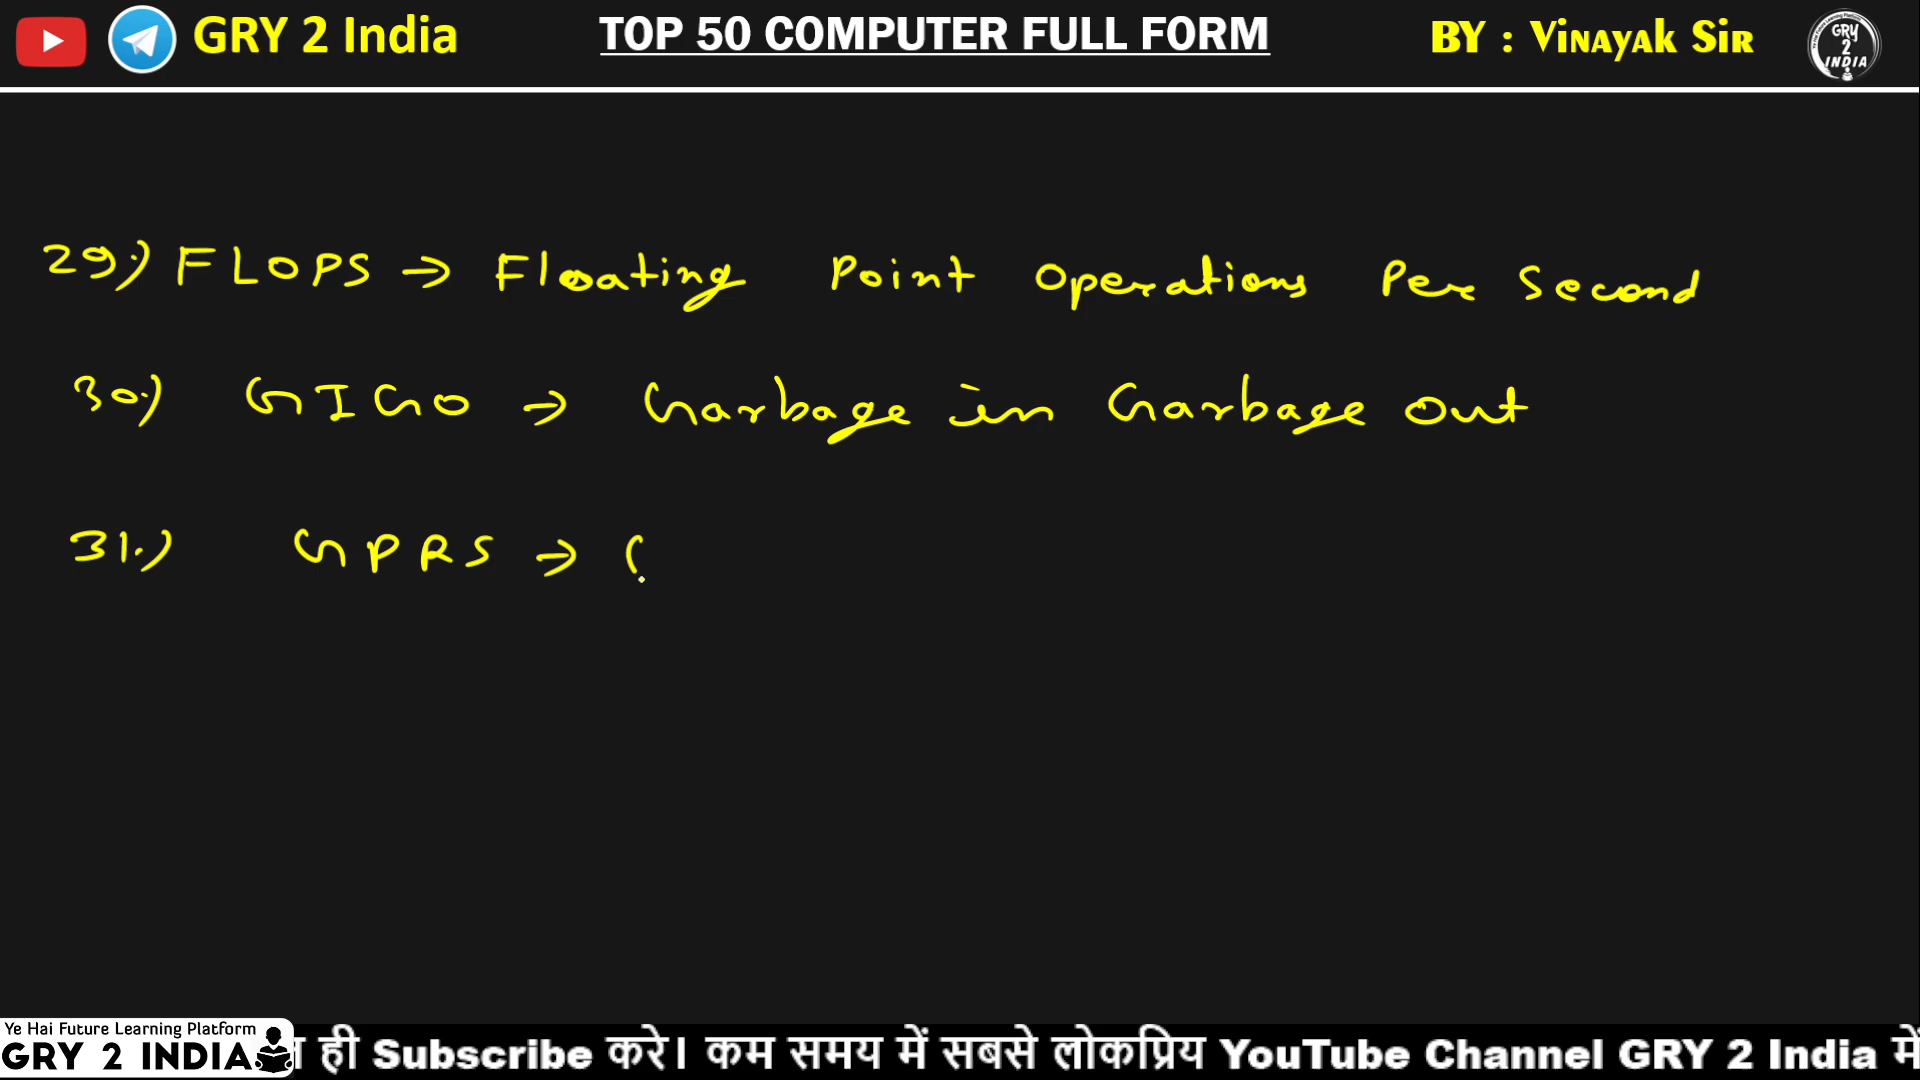 GRY 2 India
TOP 50 COMPUTER FULL FORM
BY : Vinayak Sir
GRY 2 INDIA
29.) FLOPS → Floating Point Operations Per Second
30.) GIGO → Garbage in Garbage Out
31.) GPRS → (
Ye Hai Future Learning Platform
GRY 2 INDIA
ही Subscribe करे। कम समय में सबसे लोकप्रिय YouTube Channel GRY 2 India में